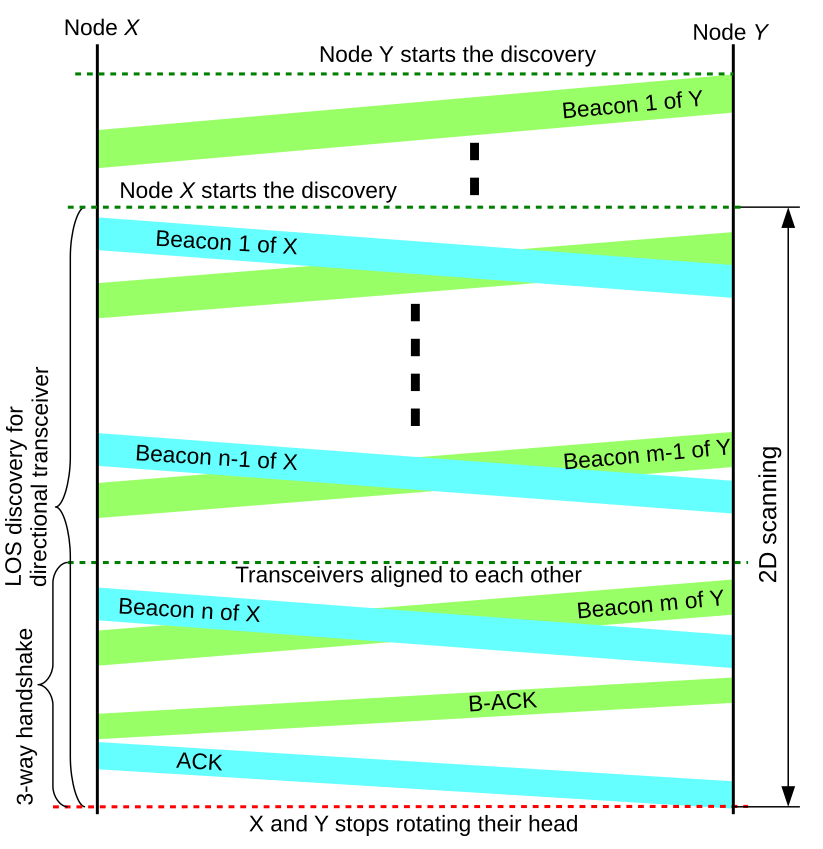 Node X
Node Y
Node Y starts the discovery
Beacon 1 of Y
Node X starts the discovery
Beacon 1 of X
LOS discovery for
directional transceiver
Beacon n-1 of X
Beacon m-1 of Y
2D scanning
Transceivers aligned to each other
Beacon n of X
Beacon m of Y
3-way handshake
B-ACK
ACK
X and Y stops rotating their head